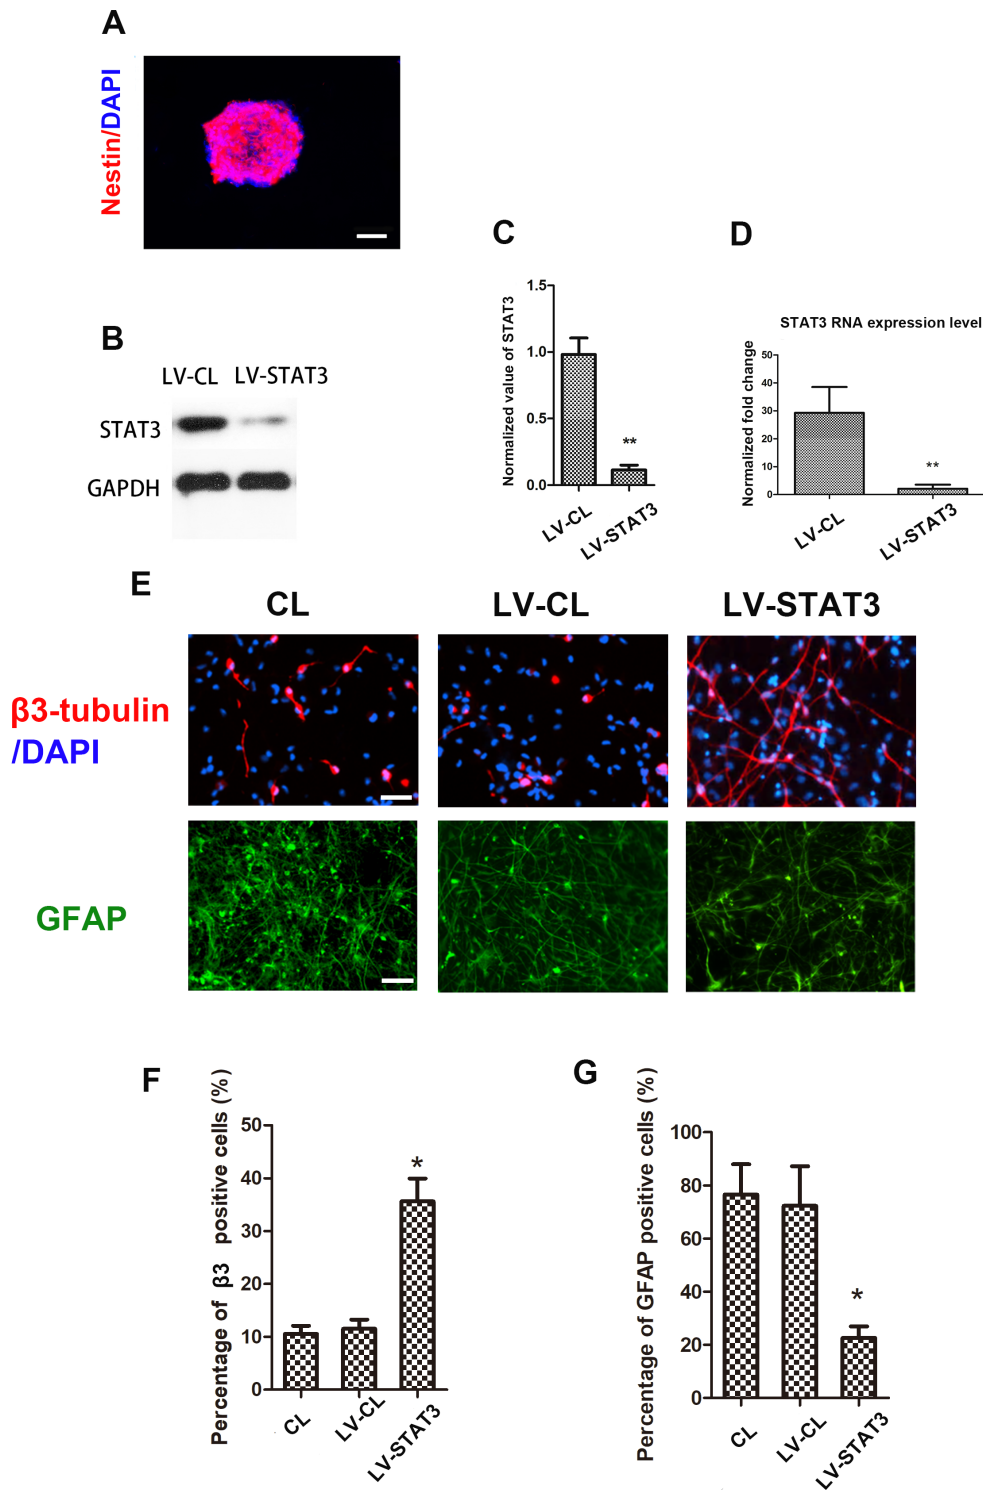 A
Nestin/DAPI
B
LV-CL LV-STAT3
STAT3
GAPDH
C
Normalized value of STAT3
1.5
1.0
0.5
0.0
**
LV-CL
LV-STAT3
D
STAT3 RNA expression level
Normalized fold change
50
40
30
20
10
0
**
LV-CL
LV-STAT3
E
CL LV-CL LV-STAT3
β3-tubulin
/DAPI
GFAP
F
Percentage of β3 positive cells (%)
50
40
30
20
10
0
*
CL
LV-CL
LV-STAT3
G
Percentage of GFAP positive cells (%)
100
80
60
40
20
0
*
CL
LV-CL
LV-STAT3